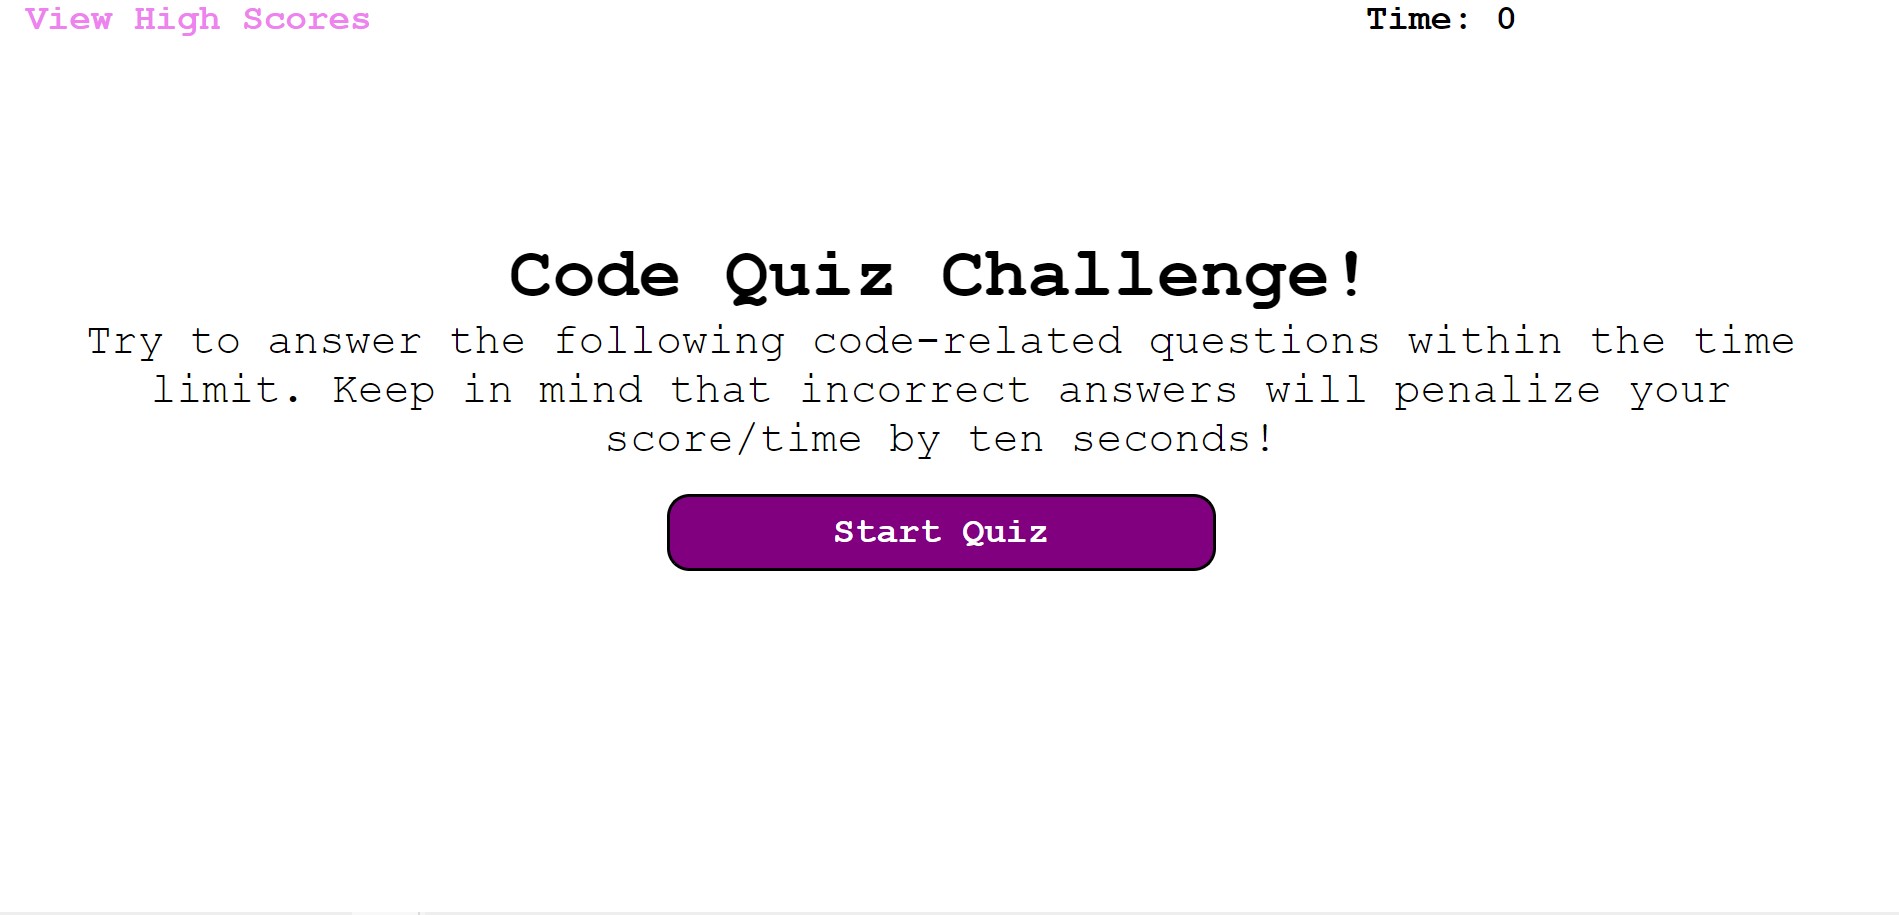 View High Scores
Time: 0
Code Quiz Challenge!
Try to answer the following code-related questions within the time
limit. Keep in mind that incorrect answers will penalize your
score/time by ten seconds!
Start Quiz